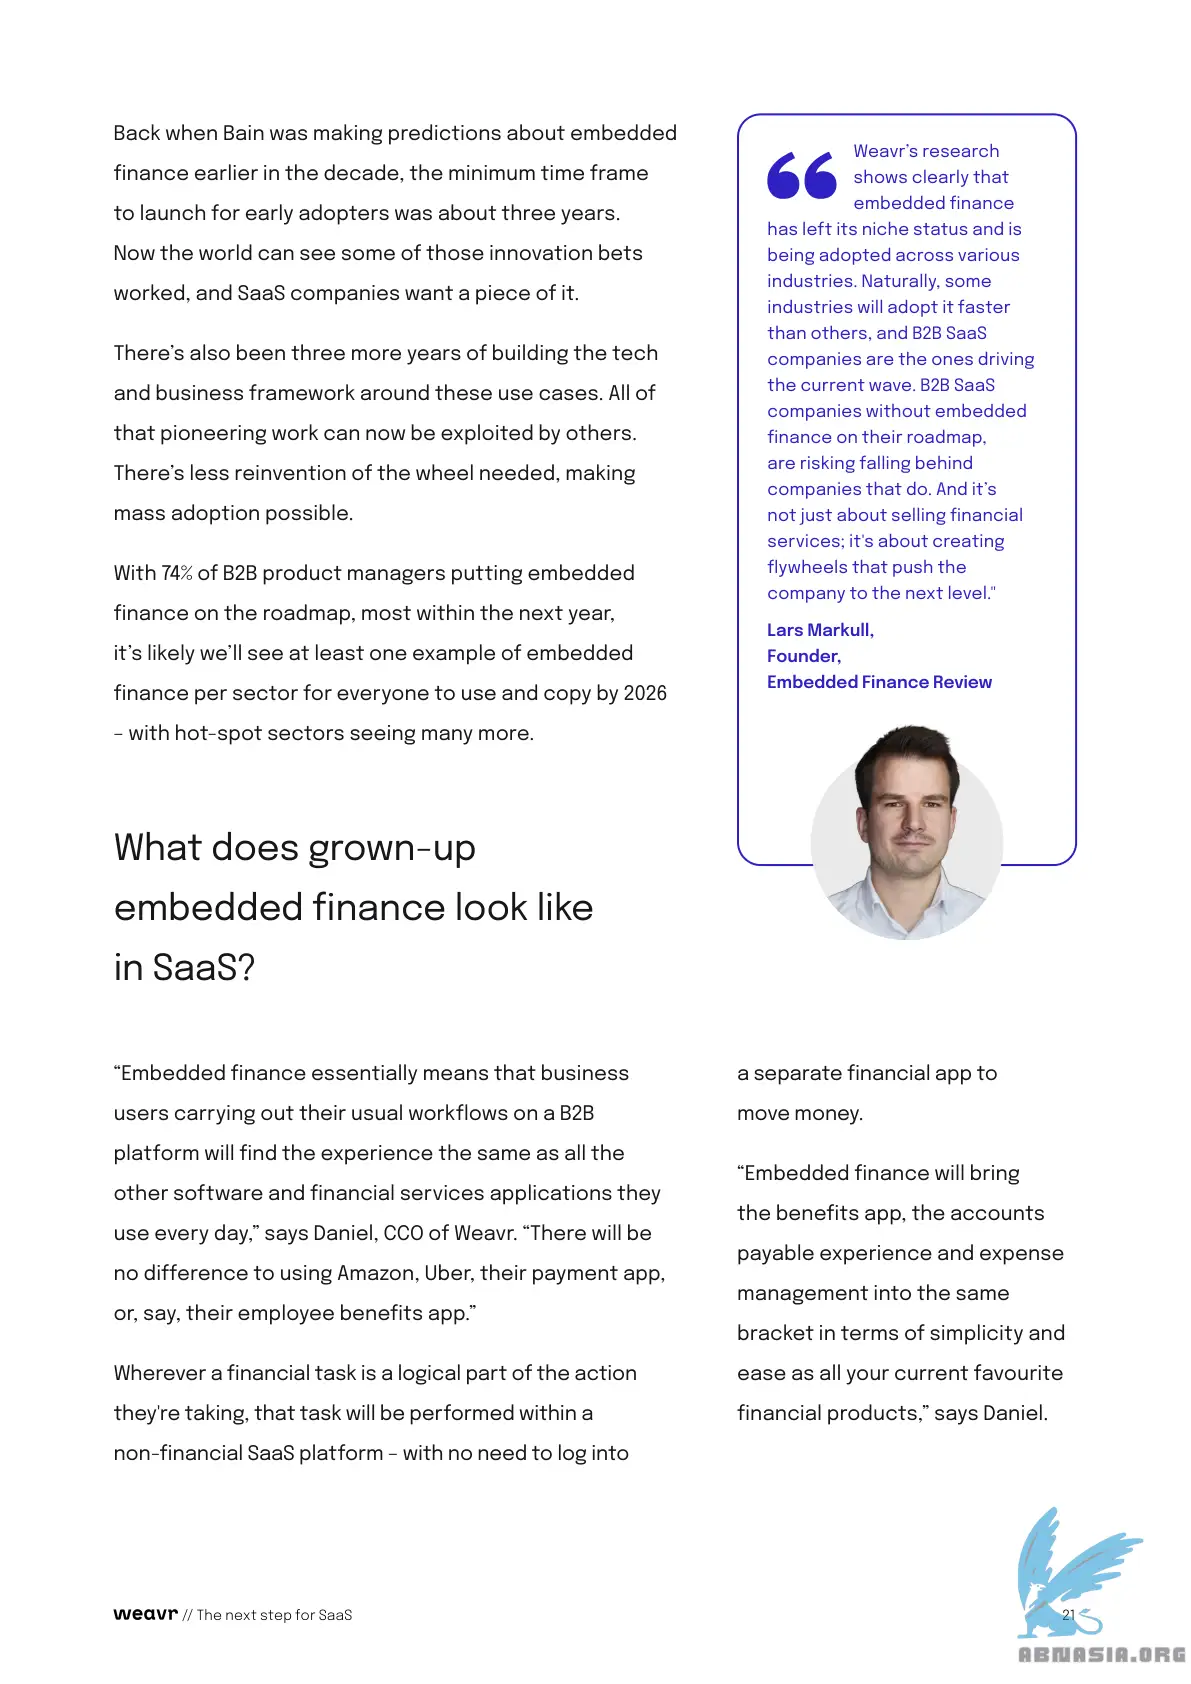 Back when Bain was making predictions about embedded
finance earlier in the decade, the minimum time frame
to launch for early adopters was about three years.
Now the world can see some of those innovation bets
worked, and SaaS companies want a piece of it.
There’s also been three more years of building the tech
and business framework around these use cases. All of
that pioneering work can now be exploited by others.
There’s less reinvention of the wheel needed, making
mass adoption possible.
With 74% of B2B product managers putting embedded
finance on the roadmap, most within the next year,
it’s likely we’ll see at least one example of embedded
finance per sector for everyone to use and copy by 2026
– with hot-spot sectors seeing many more.
“ Weavr’s research
shows clearly that
embedded finance
has left its niche status and is
being adopted across various
industries. Naturally, some
industries will adopt it faster
than others, and B2B SaaS
companies are the ones driving
the current wave. B2B SaaS
companies without embedded
finance on their roadmap,
are risking falling behind
companies that do. And it’s
not just about selling financial
services; it's about creating
flywheels that push the
company to the next level."
Lars Markull,
Founder,
Embedded Finance Review
What does grown-up
embedded finance look like
in SaaS?
“Embedded finance essentially means that business
users carrying out their usual workflows on a B2B
platform will find the experience the same as all the
other software and financial services applications they
use every day,” says Daniel, CCO of Weavr. “There will be
no difference to using Amazon, Uber, their payment app,
or, say, their employee benefits app.”
Wherever a financial task is a logical part of the action
they're taking, that task will be performed within a
non-financial SaaS platform – with no need to log into
a separate financial app to
move money.
“Embedded finance will bring
the benefits app, the accounts
payable experience and expense
management into the same
bracket in terms of simplicity and
ease as all your current favourite
financial products,” says Daniel.
weavr // The next step for SaaS
21
ABNASIA.ORG